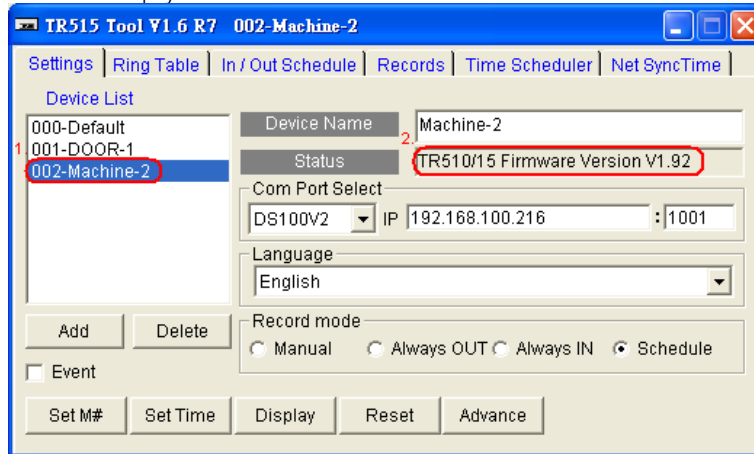 TR515 Tool V1.6 R7 002-Machine-2
Settings Ring Table In / Out Schedule Records Time Scheduler Net SyncTime
Device List
000-Default
1. 001-DOOR-1
002-Machine-2
Device Name Machine-2
2.
Status TR510/15 Firmware Version V1.92
Com Port Select
DS100V2 IP 192.168.100.216 : 1001
Language
English
Add Delete
Record mode
Manual Always OUT Always IN Schedule
Event
Set M# Set Time Display Reset Advance